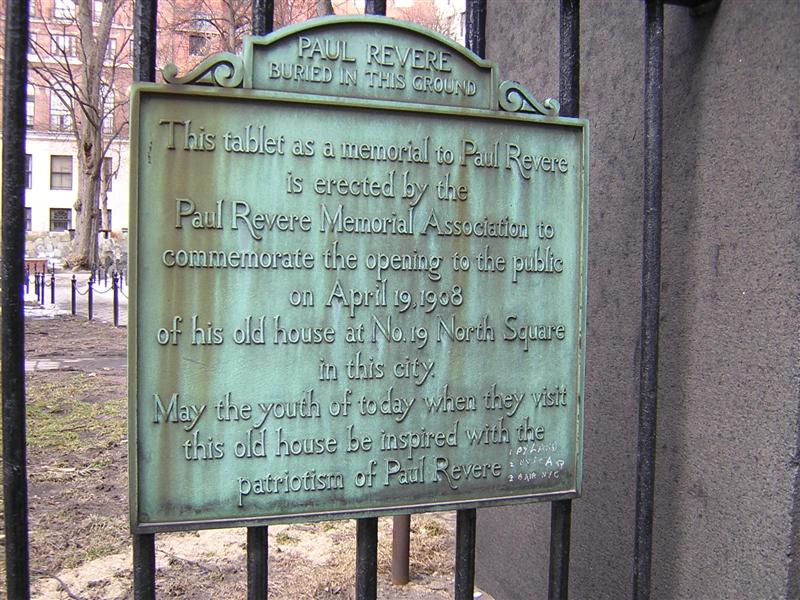 PAUL REVERE
BURIED IN THIS GROUND
This tablet as a memorial to Paul Revere
is erected by the
Paul Revere Memorial Association to
commemorate the opening to the public
on April 19, 1908
of his old house at No. 19 North Square
in this city.
May the youth of today when they visit
this old house be inspired with the
patriotism of Paul Revere